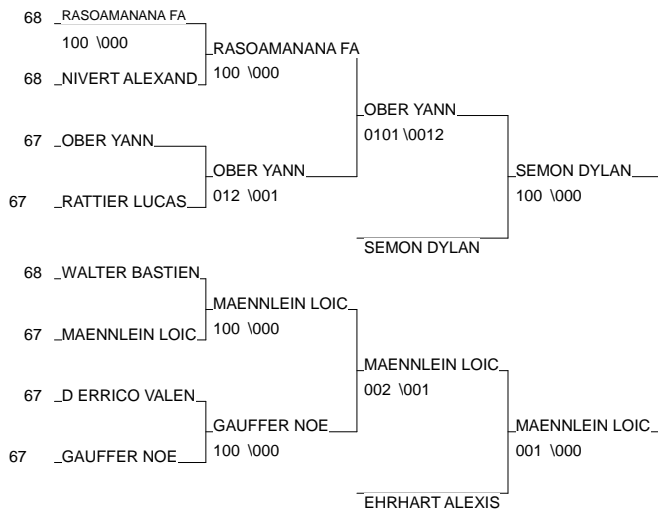 68 RASOAMANANA FA
100 \000
RASOAMANANA FA
100 \000
68 NIVERT ALEXAND
OBER YANN
0101 \0012
67 OBER YANN
OBER YANN
012 \001
SEMON DYLAN
100 \000
67 RATTIER LUCAS
SEMON DYLAN
68 WALTER BASTIEN
MAENNLEIN LOIC
100 \000
67 MAENNLEIN LOIC
MAENNLEIN LOIC
002 \001
67 D ERRICO VALEN
GAUFFER NOE
100 \000
MAENNLEIN LOIC
001 \000
67 GAUFFER NOE
EHRHART ALEXIS